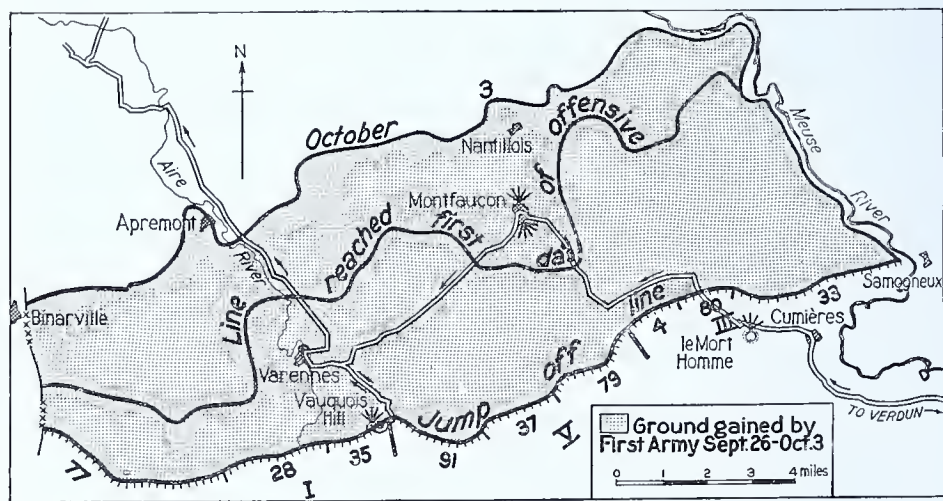 N
October 3
Nantillois
Meuse River
Aire River
Apremont
Montfaucon
Line reached first da of offensive
Binarville
Samogneux
33
Cumières
80
III
4
le Mort Homme
Varennes
Vauquois Hill
Jump off line
79
V
37
91
35
28
I
77
TO VERDUN
Ground gained by
First Army Sept.26-Oct.3
0 1 2 3 4 miles